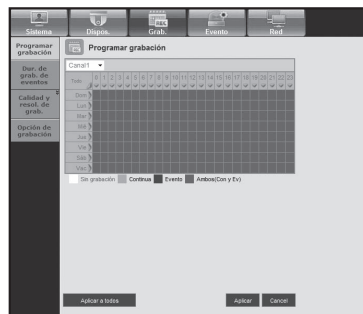 Sistema
Dispos.
Grab.
Evento
Red
Programar
grabación
Dur. de
grab. de
eventos
Calidad y
resol. de
grab.
Opción de
grabación
Programar grabación
Canal1
Todo 0 1 2 3 4 5 6 7 8 9 10 11 12 13 14 15 16 17 18 19 20 21 22 23
Dom
Lun
Mar
Mié
Jue
Vie
Sáb
Vac
Sin grabación Continua Evento Ambos(Con y Ev)
Aplicar a todos
Aplicar
Cancel